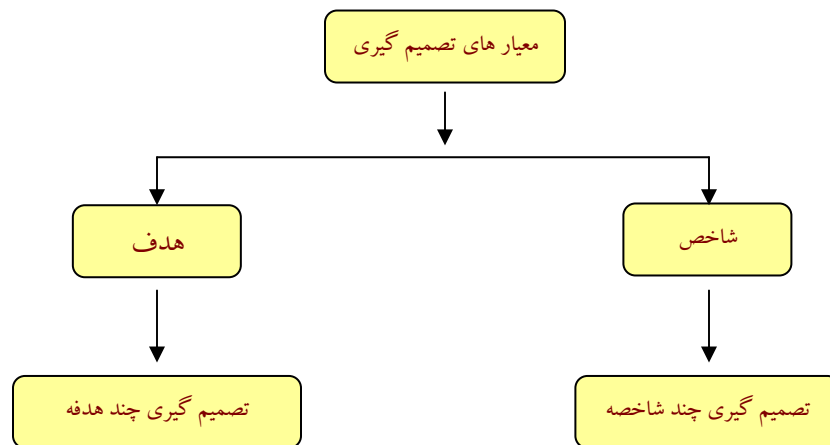 معیار های تصمیم گیری
شاخص
هدف
تصمیم گیری چند شاخصه
تصمیم گیری چند هدفه